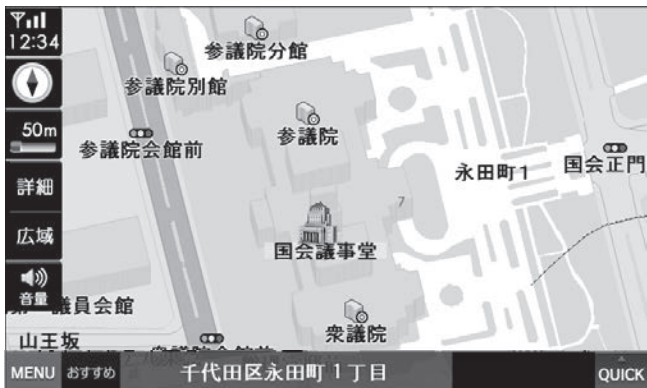 12:34
参議院分館
参議院別館
50m
参議院会館前
参議院
詳細
永田町1
国会正門
7
広域
国会議事堂
音量
議員会館
衆議院
山王坂
MENU
おすすめ
千代田区永田町1丁目
QUICK